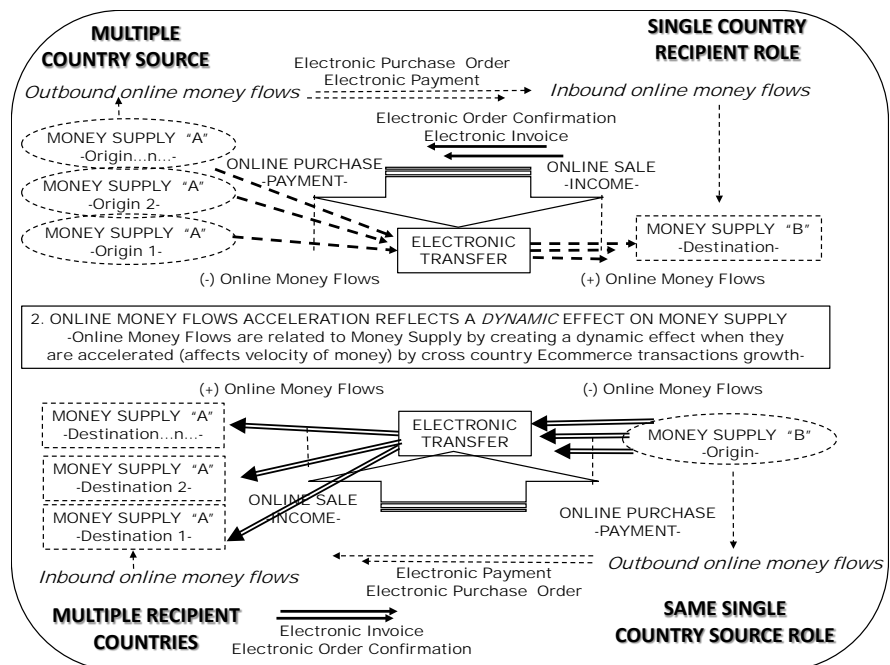 MULTIPLE
COUNTRY SOURCE
SINGLE COUNTRY
RECIPIENT ROLE
Electronic Purchase Order
Electronic Payment
Outbound online money flows
Inbound online money flows
Electronic Order Confirmation
Electronic Invoice
MONEY SUPPLY "A"
-Origin...n...-
ONLINE PURCHASE
-PAYMENT-
ONLINE SALE
-INCOME-
MONEY SUPPLY "A"
-Origin 2-
MONEY SUPPLY "A"
-Origin 1-
ELECTRONIC
TRANSFER
MONEY SUPPLY "B"
-Destination-
(-) Online Money Flows
(+) Online Money Flows
2. ONLINE MONEY FLOWS ACCELERATION REFLECTS A DYNAMIC EFFECT ON MONEY SUPPLY
-Online Money Flows are related to Money Supply by creating a dynamic effect when they
are accelerated (affects velocity of money) by cross country Ecommerce transactions growth-
(+) Online Money Flows
(-) Online Money Flows
MONEY SUPPLY "A"
-Destination...n...-
ELECTRONIC
TRANSFER
MONEY SUPPLY "B"
-Origin-
MONEY SUPPLY "A"
-Destination 2-
ONLINE SALE
-INCOME-
MONEY SUPPLY "A"
-Destination 1-
ONLINE PURCHASE
-PAYMENT-
Inbound online money flows
Electronic Payment
Electronic Purchase Order
Outbound online money flows
MULTIPLE RECIPIENT
COUNTRIES
Electronic Invoice
Electronic Order Confirmation
SAME SINGLE
COUNTRY SOURCE ROLE